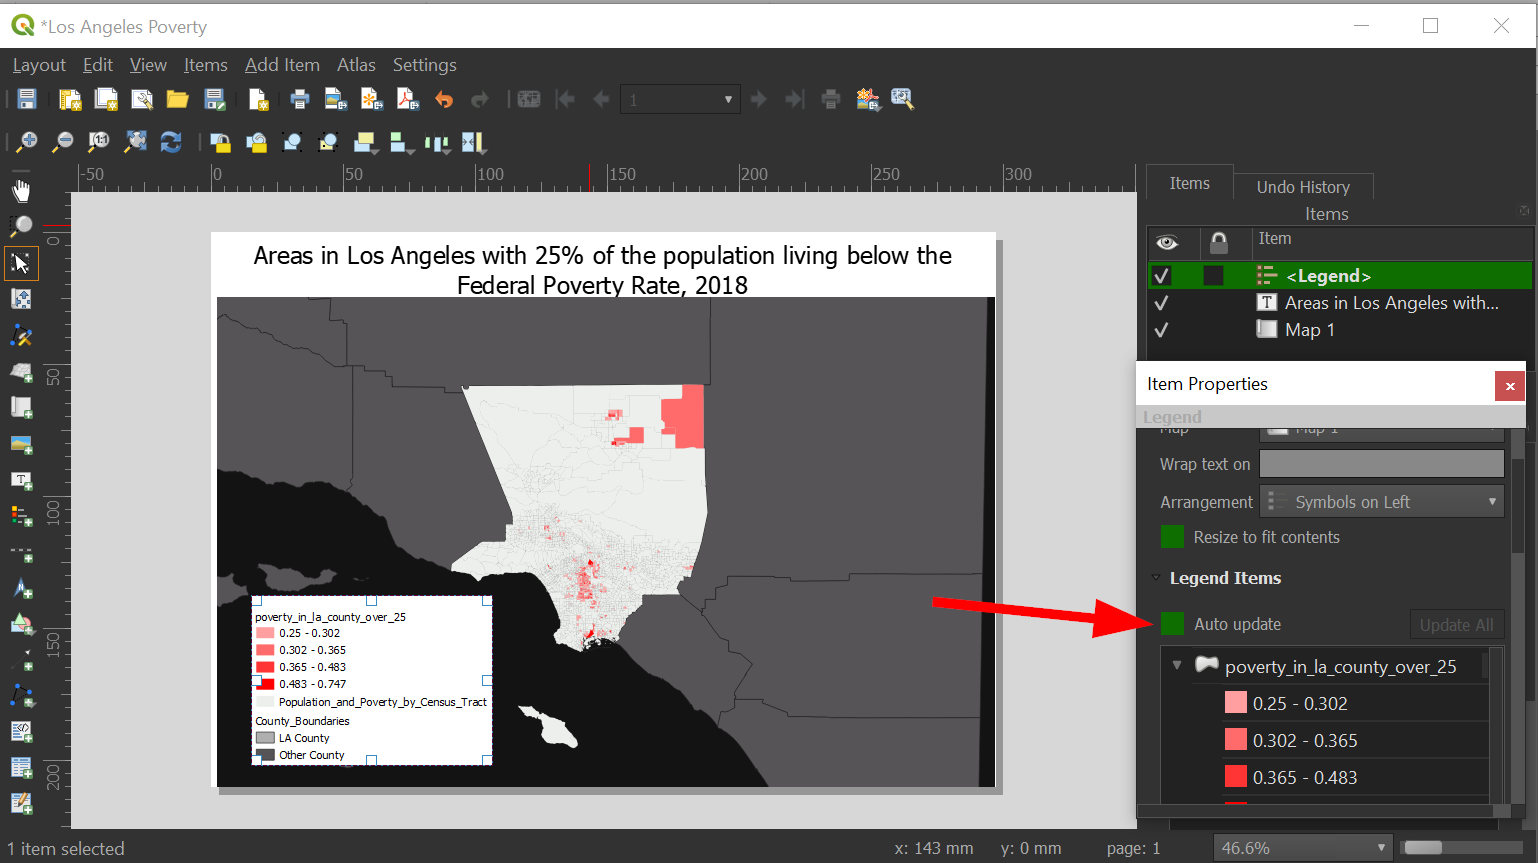 *Los Angeles Poverty
Layout Edit View Items Add Item Atlas Settings
1
1:1
-50 0 50 100 150 200 250 300
0
50
100
150
200
Areas in Los Angeles with 25% of the population living below the
Federal Poverty Rate, 2018
poverty_in_la_county_over_25
0.25 - 0.302
0.302 - 0.365
0.365 - 0.483
0.483 - 0.747
Population_and_Poverty_by_Census_Tract
County_Boundaries
LA County
Other County
Items Undo History
Items
Item
<Legend>
Areas in Los Angeles with...
Map 1
Item Properties
Legend
Map Map 1
Wrap text on
Arrangement Symbols on Left
Resize to fit contents
Legend Items
Auto update Update All
poverty_in_la_county_over_25
0.25 - 0.302
0.302 - 0.365
0.365 - 0.483
1 item selected x: 143 mm y: 0 mm page: 1 46.6%